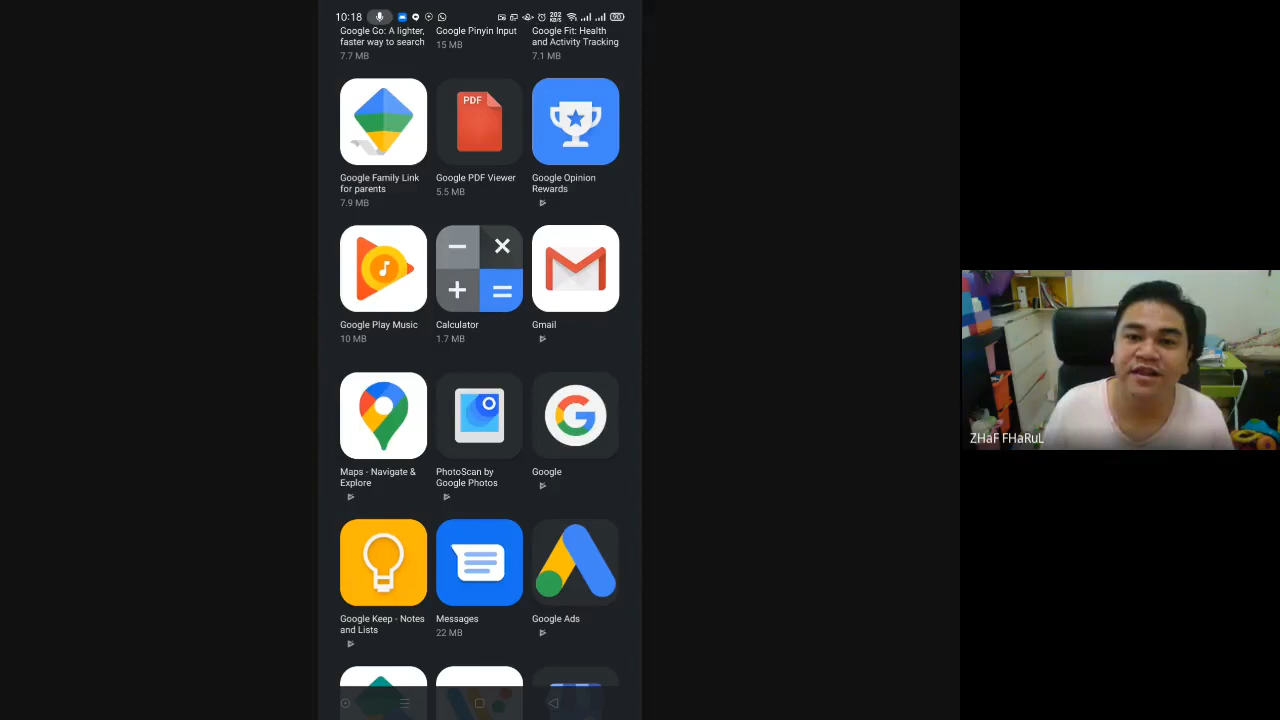 10:18
202
KB/S
90
Google Go: A lighter,
faster way to search
7.7 MB
Google Pinyin Input
15 MB
Google Fit: Health
and Activity Tracking
7.1 MB
PDF
Google Family Link
for parents
7.9 MB
Google PDF Viewer
5.5 MB
Google Opinion
Rewards
Google Play Music
10 MB
Calculator
1.7 MB
Gmail
Maps - Navigate &
Explore
PhotoScan by
Google Photos
Google
Google Keep - Notes
and Lists
Messages
22 MB
Google Ads
ZHaF FHaRuL